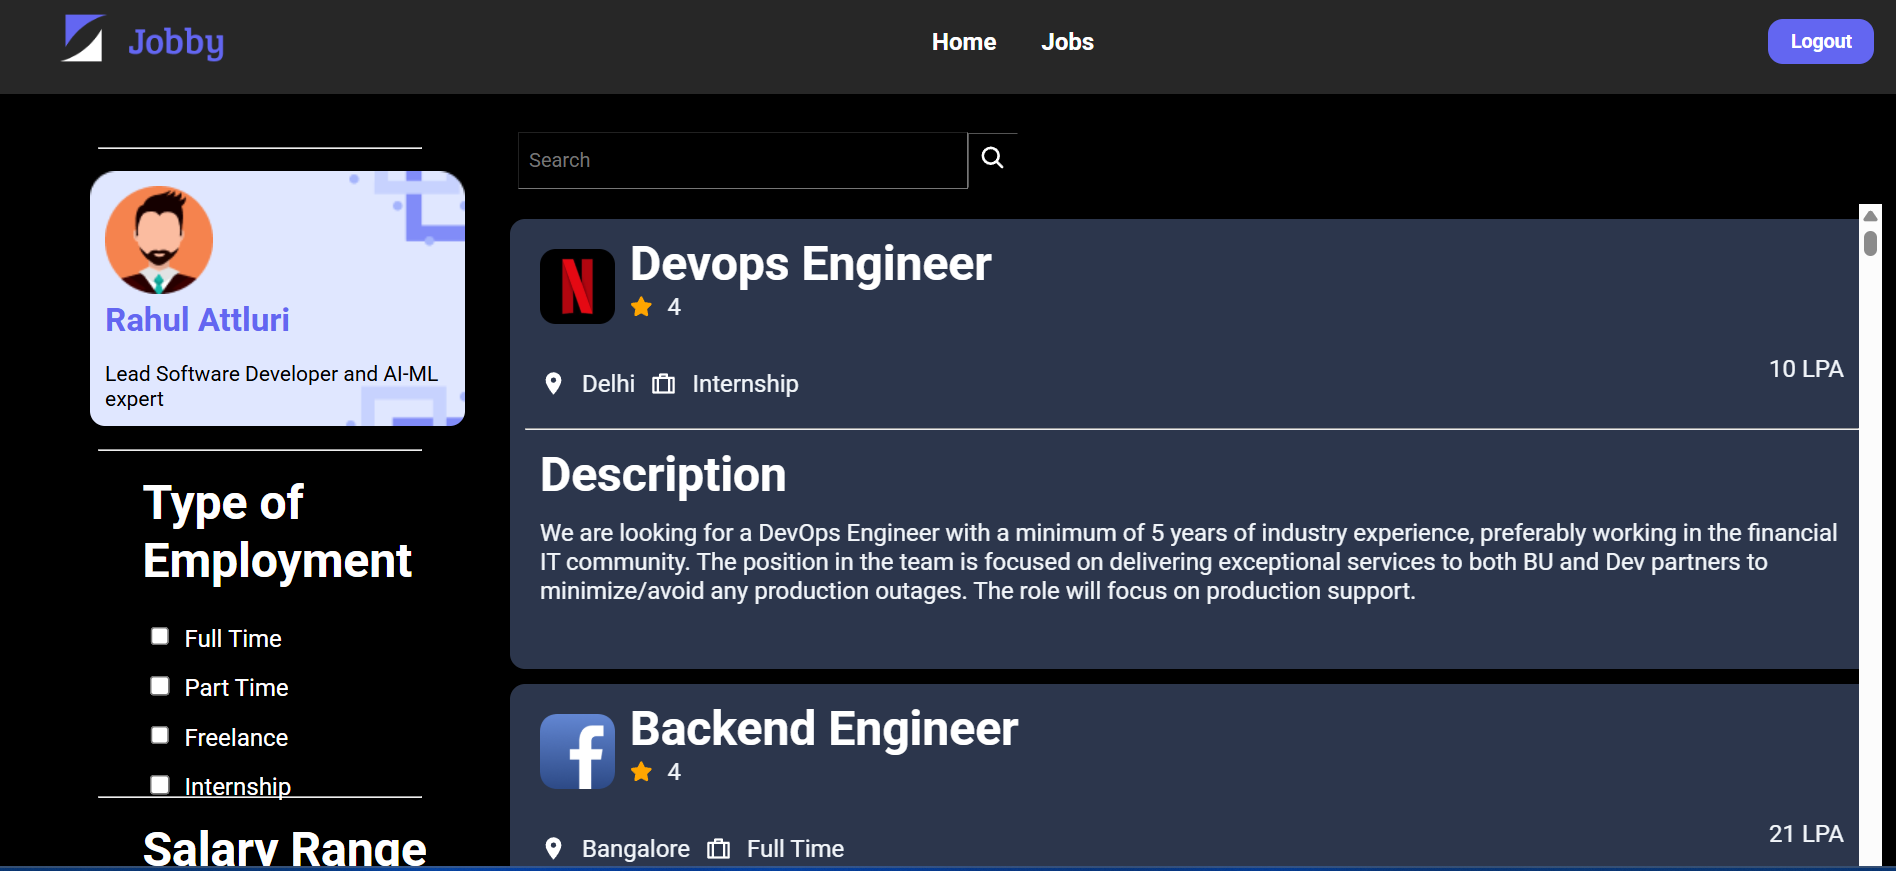 Jobby
Home
Jobs
Logout
Rahul Attluri
Lead Software Developer and AI-ML
expert
Type of
Employment
Full Time
Part Time
Freelance
Internship
Salary Range
Search
N
Devops Engineer
4
Delhi
Internship
10 LPA
Description
We are looking for a DevOps Engineer with a minimum of 5 years of industry experience, preferably working in the financial
IT community. The position in the team is focused on delivering exceptional services to both BU and Dev partners to
minimize/avoid any production outages. The role will focus on production support.
f
Backend Engineer
4
Bangalore
Full Time
21 LPA